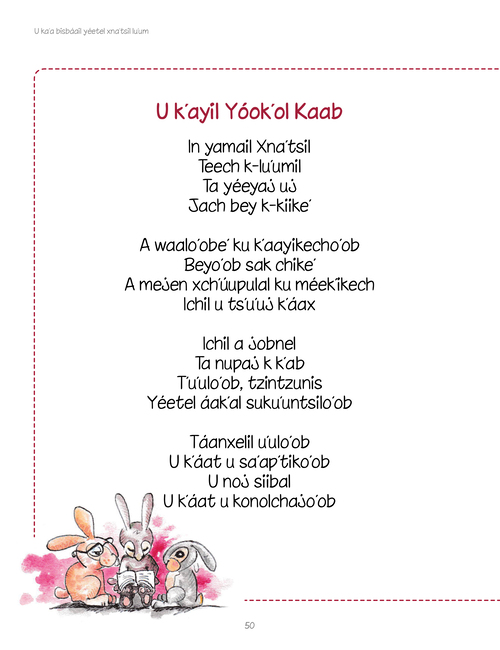 U ka'a bisbáail yéetel xna'tsil lu'um
U k'ayil Yóok'ol Kaab
In yamail Xna'tsil
Teech k-lu'umil
Ta yéeyaj uj
Jach bey k-kiike'
A waalo'obe' ku k'aayikecho'ob
Beyo'ob sak chike'
A mejen xch'úupulal ku méek'ikech
Ichil u ts'u'uj k'áax
Ichil a jobnel
Ta nupaj k k'ab
T'u'ulo'ob, tzintzunis
Yéetel áak'al suku'untsilo'ob
Táanxelil u'ulo'ob
U k'áat u sa'ap'tiko'ob
U noj siibal
U k'áat u konolchajo'ob
50